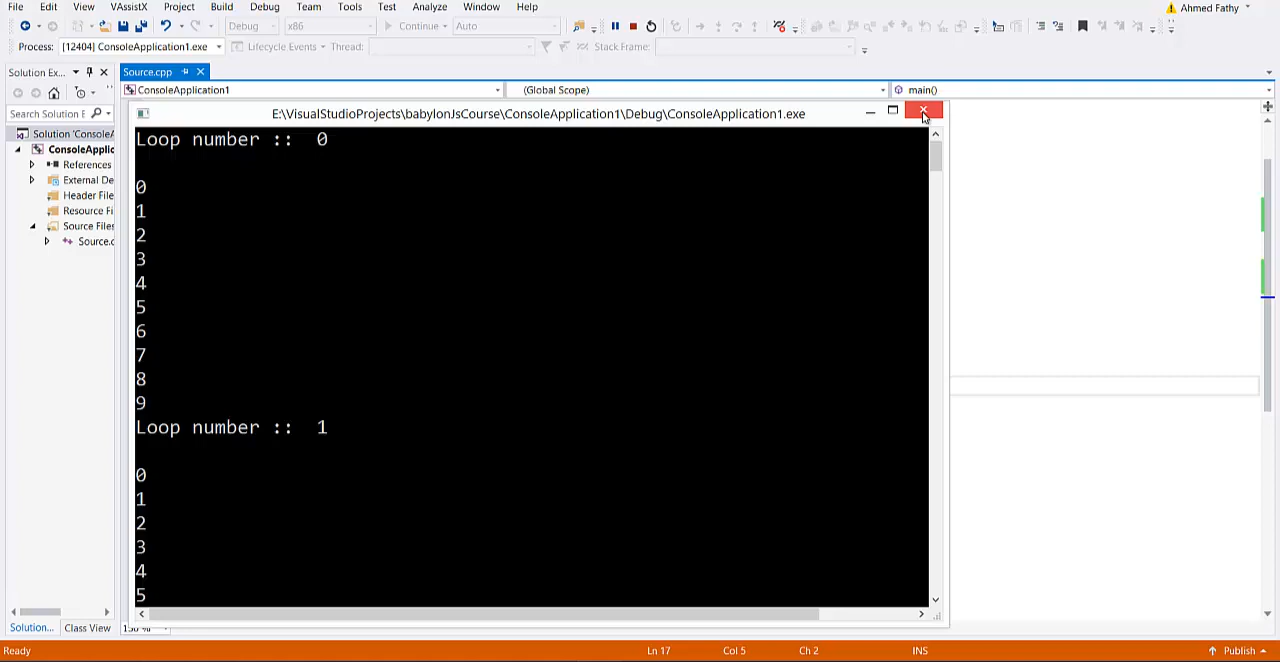 File Edit View VAssistX Project Build Debug Team Tools Test Analyze Window Help Ahmed Fathy
Debug x86 Continue Auto
Process: [12404] ConsoleApplication1.exe Lifecycle Events Thread: Stack Frame:
Solution Ex... Source.cpp
ConsoleApplication1 (Global Scope) main()
Search Solution E
E:\VisualStudioProjects\babylonJsCourse\ConsoleApplication1\Debug\ConsoleApplication1.exe
Solution 'ConsoleA
ConsoleApplic
References
External De
Header File
Resource Fi
Source Files
Source.c
Loop number ::  0
0
1
2
3
4
5
6
7
8
9
Loop number ::  1
0
1
2
3
4
5
Solution... Class View
Ready Ln 17 Col 5 Ch 2 INS Publish